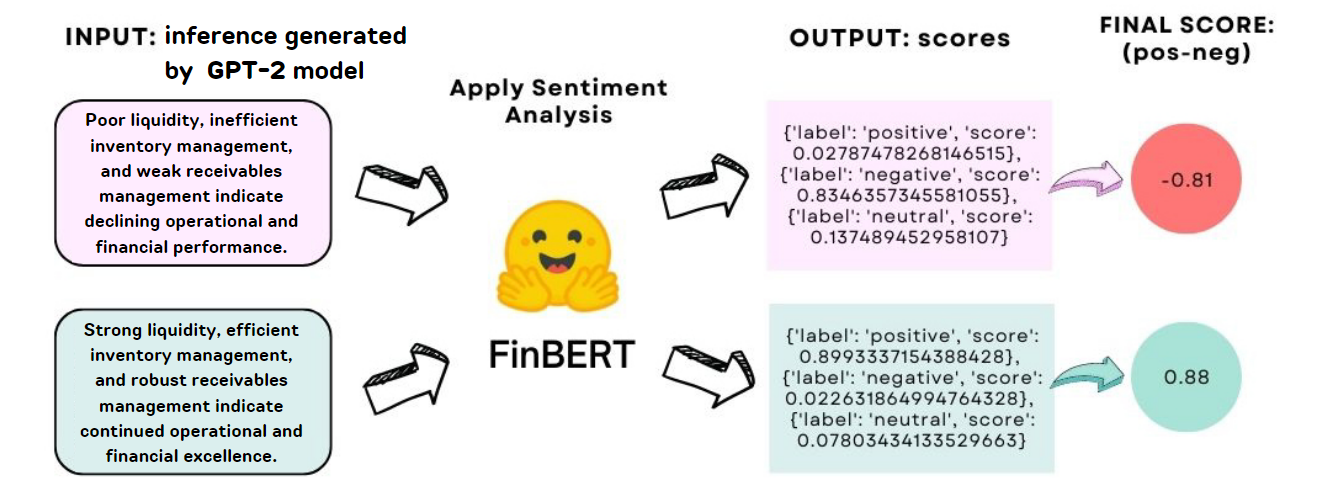 INPUT: inference generated
by GPT-2 model
Poor liquidity, inefficient
inventory management,
and weak receivables
management indicate
declining operational and
financial performance.
Strong liquidity, efficient
inventory management,
and robust receivables
management indicate
continued operational and
financial excellence.
Apply Sentiment
Analysis
FinBERT
OUTPUT: scores
{'label': 'positive', 'score':
0.02787478268146515},
{'label': 'negative', 'score':
0.8346357345581055},
{'label': 'neutral', 'score':
0.137489452958107}
{'label': 'positive', 'score':
0.8993337154388428},
{'label': 'negative', 'score':
0.022631864994764328},
{'label': 'neutral', 'score':
0.07803434133529663}
FINAL SCORE:
(pos-neg)
-0.81
0.88